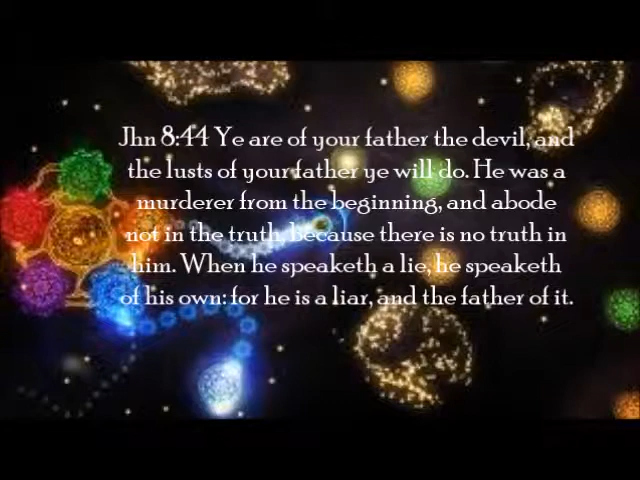 Jhn 8:44 Ye are of your father the devil, and
the lusts of your father ye will do. He was a
murderer from the beginning, and abode
not in the truth, because there is no truth in
him. When he speaketh a lie, he speaketh
of his own: for he is a liar, and the father of it.